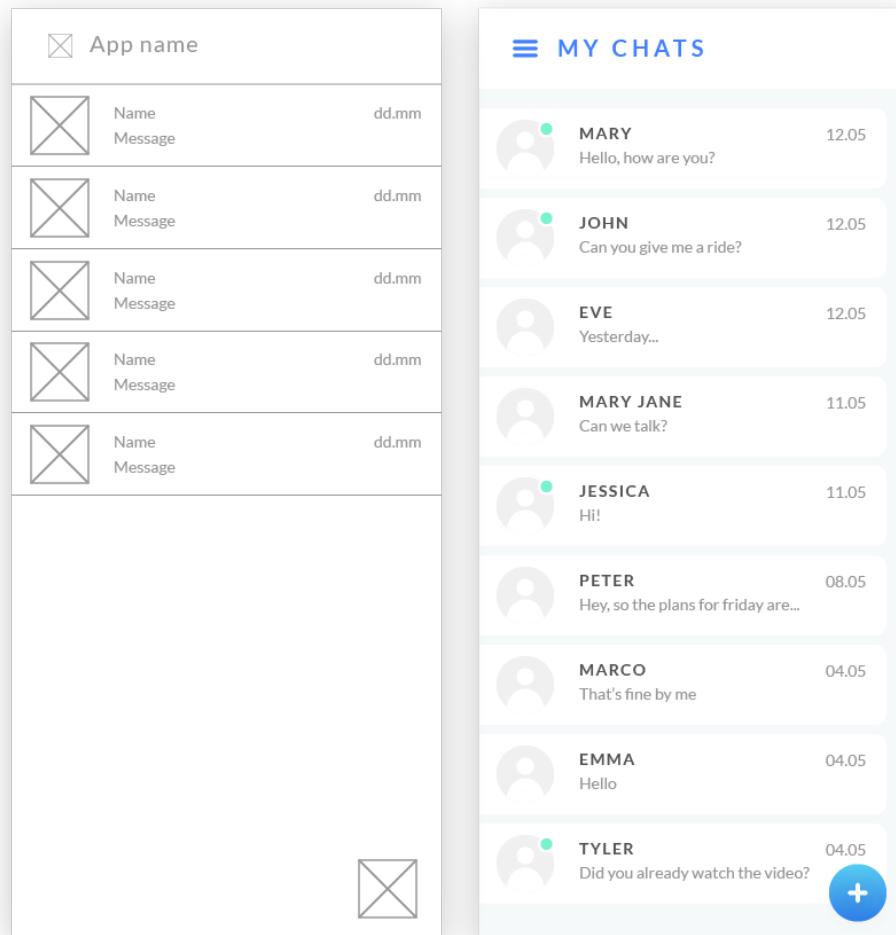 App name
Name
dd.mm
Message
Name
dd.mm
Message
Name
dd.mm
Message
Name
dd.mm
Message
Name
dd.mm
Message
MY CHATS
MARY
12.05
Hello, how are you?
JOHN
12.05
Can you give me a ride?
EVE
12.05
Yesterday...
MARY JANE
11.05
Can we talk?
JESSICA
11.05
Hi!
PETER
08.05
Hey, so the plans for friday are...
MARCO
04.05
That's fine by me
EMMA
04.05
Hello
TYLER
04.05
Did you already watch the video?